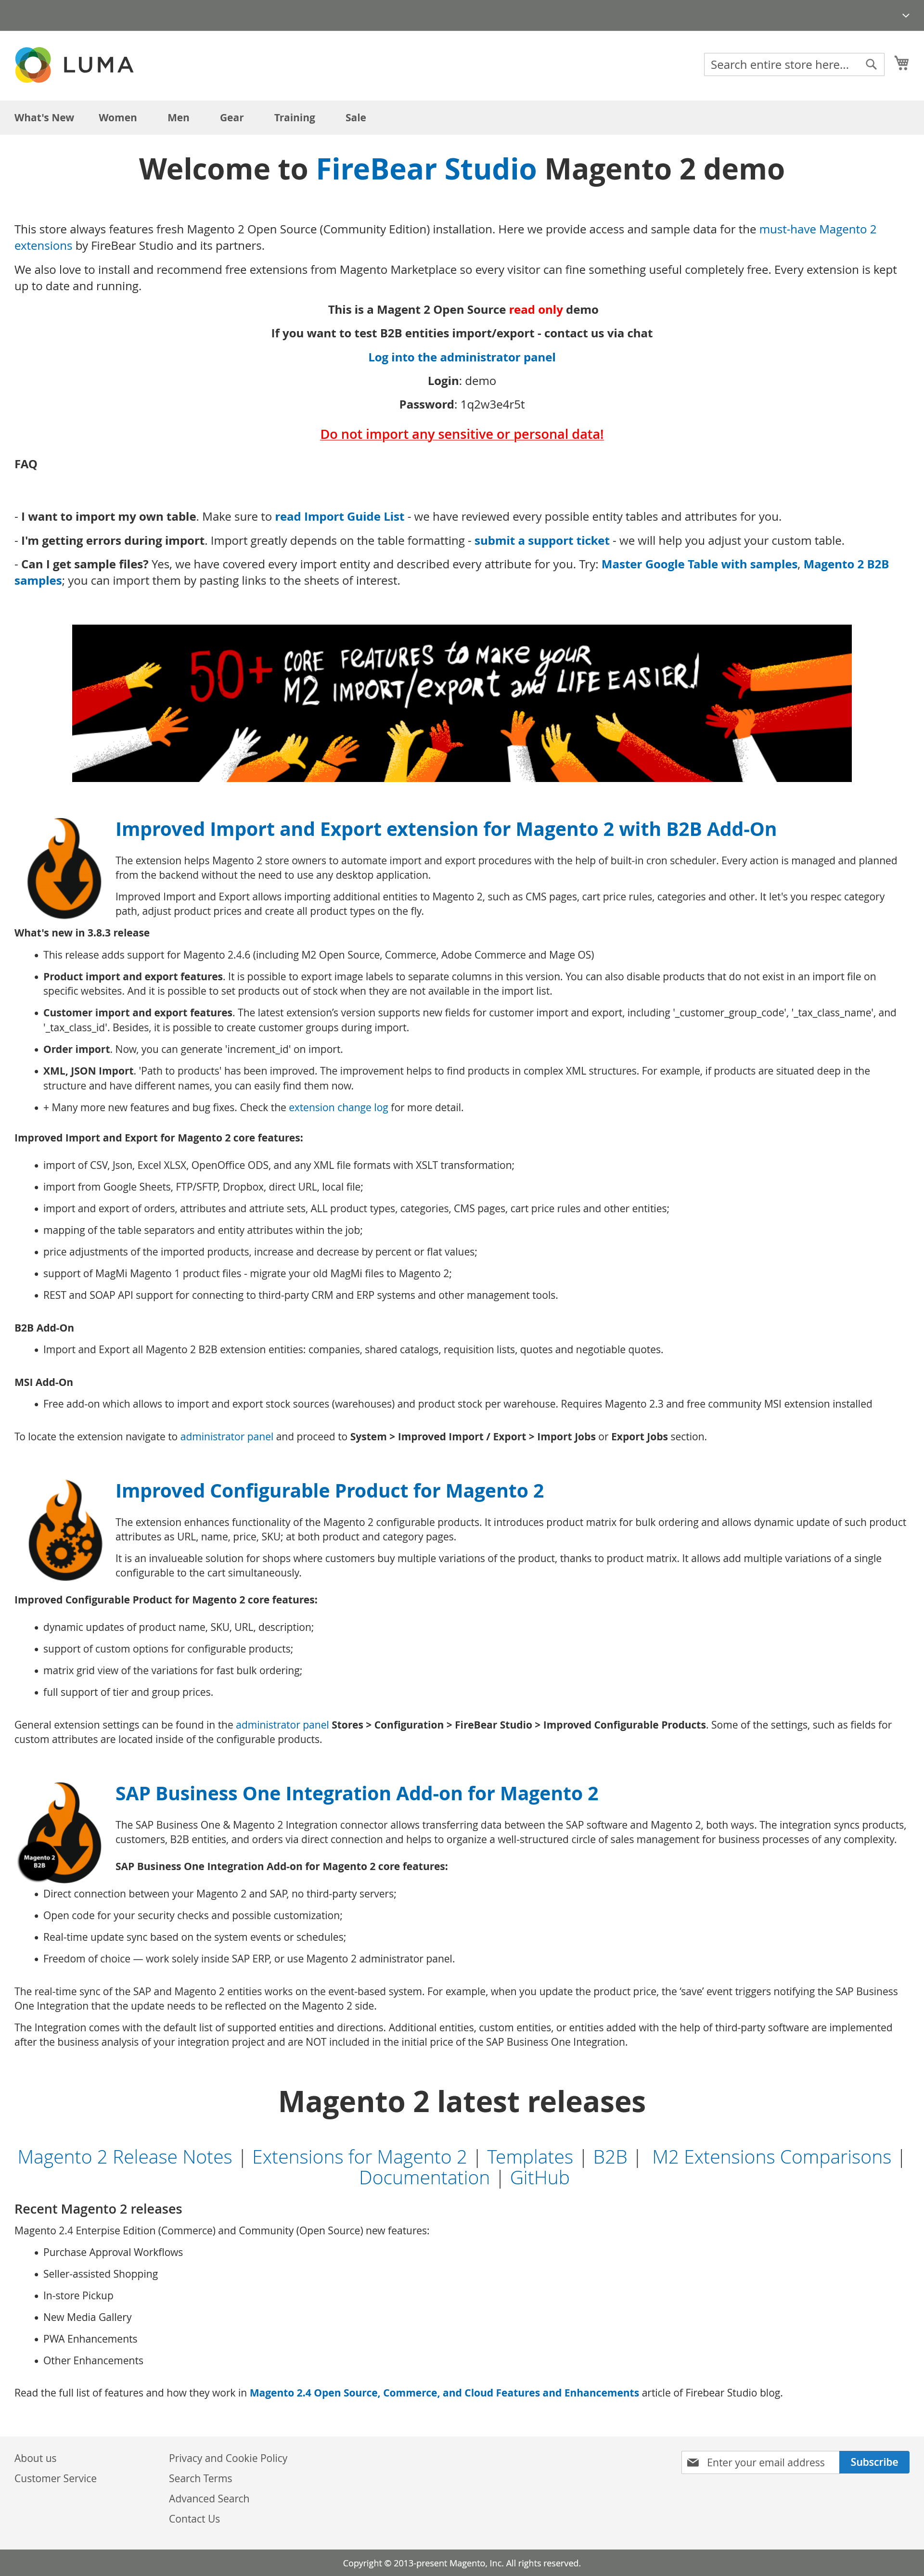 LUMA
Search entire store here...
What's New Women Men Gear Training Sale
Welcome to FireBear Studio Magento 2 demo
This store always features fresh Magento 2 Open Source (Community Edition) installation. Here we provide access and sample data for the must-have Magento 2
extensions by FireBear Studio and its partners.
We also love to install and recommend free extensions from Magento Marketplace so every visitor can fine something useful completely free. Every extension is kept
up to date and running.
This is a Magent 2 Open Source read only demo
If you want to test B2B entities import/export - contact us via chat
Log into the administrator panel
Login: demo
Password: 1q2w3e4r5t
Do not import any sensitive or personal data!
FAQ
- I want to import my own table. Make sure to read Import Guide List - we have reviewed every possible entity tables and attributes for you.
- I'm getting errors during import. Import greatly depends on the table formatting - submit a support ticket - we will help you adjust your custom table.
- Can I get sample files? Yes, we have covered every import entity and described every attribute for you. Try: Master Google Table with samples, Magento 2 B2B
samples; you can import them by pasting links to the sheets of interest.
50+ CORE FEATURES to MAKE youR
M2 IMPORT/EXPORT and LIFE EASIER!
Improved Import and Export extension for Magento 2 with B2B Add-On
The extension helps Magento 2 store owners to automate import and export procedures with the help of built-in cron scheduler. Every action is managed and planned
from the backend without the need to use any desktop application.
Improved Import and Export allows importing additional entities to Magento 2, such as CMS pages, cart price rules, categories and other. It let's you respec category
path, adjust product prices and create all product types on the fly.
What's new in 3.8.3 release
• This release adds support for Magento 2.4.6 (including M2 Open Source, Commerce, Adobe Commerce and Mage OS)
• Product import and export features. It is possible to export image labels to separate columns in this version. You can also disable products that do not exist in an import file on
specific websites. And it is possible to set products out of stock when they are not available in the import list.
• Customer import and export features. The latest extension’s version supports new fields for customer import and export, including '_customer_group_code', '_tax_class_name', and
'_tax_class_id'. Besides, it is possible to create customer groups during import.
• Order import. Now, you can generate 'increment_id' on import.
• XML, JSON Import. 'Path to products' has been improved. The improvement helps to find products in complex XML structures. For example, if products are situated deep in the
structure and have different names, you can easily find them now.
• + Many more new features and bug fixes. Check the extension change log for more detail.
Improved Import and Export for Magento 2 core features:
• import of CSV, Json, Excel XLSX, OpenOffice ODS, and any XML file formats with XSLT transformation;
• import from Google Sheets, FTP/SFTP, Dropbox, direct URL, local file;
• import and export of orders, attributes and attriute sets, ALL product types, categories, CMS pages, cart price rules and other entities;
• mapping of the table separators and entity attributes within the job;
• price adjustments of the imported products, increase and decrease by percent or flat values;
• support of MagMi Magento 1 product files - migrate your old MagMi files to Magento 2;
• REST and SOAP API support for connecting to third-party CRM and ERP systems and other management tools.
B2B Add-On
• Import and Export all Magento 2 B2B extension entities: companies, shared catalogs, requisition lists, quotes and negotiable quotes.
MSI Add-On
• Free add-on which allows to import and export stock sources (warehouses) and product stock per warehouse. Requires Magento 2.3 and free community MSI extension installed
To locate the extension navigate to administrator panel and proceed to System > Improved Import / Export > Import Jobs or Export Jobs section.
Improved Configurable Product for Magento 2
The extension enhances functionality of the Magento 2 configurable products. It introduces product matrix for bulk ordering and allows dynamic update of such product
attributes as URL, name, price, SKU; at both product and category pages.
It is an invalueable solution for shops where customers buy multiple variations of the product, thanks to product matrix. It allows add multiple variations of a single
configurable to the cart simultaneously.
Improved Configurable Product for Magento 2 core features:
• dynamic updates of product name, SKU, URL, description;
• support of custom options for configurable products;
• matrix grid view of the variations for fast bulk ordering;
• full support of tier and group prices.
General extension settings can be found in the administrator panel Stores > Configuration > FireBear Studio > Improved Configurable Products. Some of the settings, such as fields for
custom attributes are located inside of the configurable products.
SAP Business One Integration Add-on for Magento 2
The SAP Business One & Magento 2 Integration connector allows transferring data between the SAP software and Magento 2, both ways. The integration syncs products,
customers, B2B entities, and orders via direct connection and helps to organize a well-structured circle of sales management for business processes of any complexity.
Magento 2
B2B
SAP Business One Integration Add-on for Magento 2 core features:
• Direct connection between your Magento 2 and SAP, no third-party servers;
• Open code for your security checks and possible customization;
• Real-time update sync based on the system events or schedules;
• Freedom of choice — work solely inside SAP ERP, or use Magento 2 administrator panel.
The real-time sync of the SAP and Magento 2 entities works on the event-based system. For example, when you update the product price, the ‘save’ event triggers notifying the SAP Business
One Integration that the update needs to be reflected on the Magento 2 side.
The Integration comes with the default list of supported entities and directions. Additional entities, custom entities, or entities added with the help of third-party software are implemented
after the business analysis of your integration project and are NOT included in the initial price of the SAP Business One Integration.
Magento 2 latest releases
Magento 2 Release Notes | Extensions for Magento 2 | Templates | B2B | M2 Extensions Comparisons |
Documentation | GitHub
Recent Magento 2 releases
Magento 2.4 Enterpise Edition (Commerce) and Community (Open Source) new features:
• Purchase Approval Workflows
• Seller-assisted Shopping
• In-store Pickup
• New Media Gallery
• PWA Enhancements
• Other Enhancements
Read the full list of features and how they work in Magento 2.4 Open Source, Commerce, and Cloud Features and Enhancements article of Firebear Studio blog.
About us
Customer Service
Privacy and Cookie Policy
Search Terms
Advanced Search
Contact Us
Enter your email address
Subscribe
Copyright © 2013-present Magento, Inc. All rights reserved.